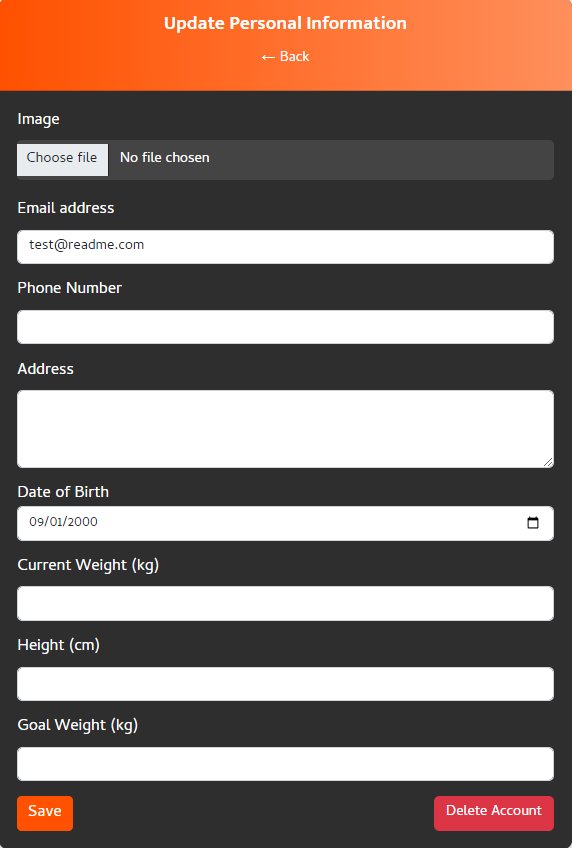 Update Personal Information
← Back
Image
Choose file No file chosen
Email address
test@readme.com
Phone Number
Address
Date of Birth
09/01/2000
Current Weight (kg)
Height (cm)
Goal Weight (kg)
Save Delete Account